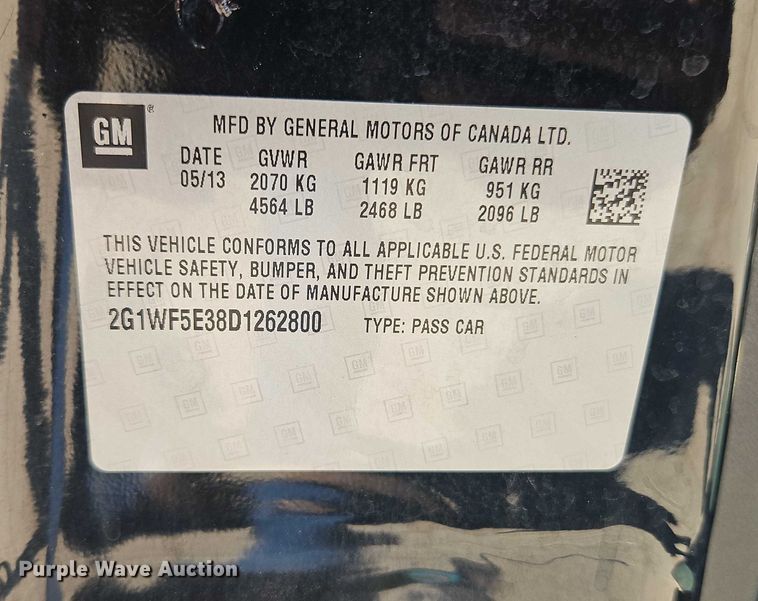 GM ®
MFD BY GENERAL MOTORS OF CANADA LTD.
DATE GVWR GAWR FRT GAWR RR
05/13 2070 KG 1119 KG 951 KG
4564 LB 2468 LB 2096 LB
THIS VEHICLE CONFORMS TO ALL APPLICABLE U.S. FEDERAL MOTOR
VEHICLE SAFETY, BUMPER, AND THEFT PREVENTION STANDARDS IN
EFFECT ON THE DATE OF MANUFACTURE SHOWN ABOVE.
2G1WF5E38D1262800 TYPE: PASS CAR
Purple Wave Auction